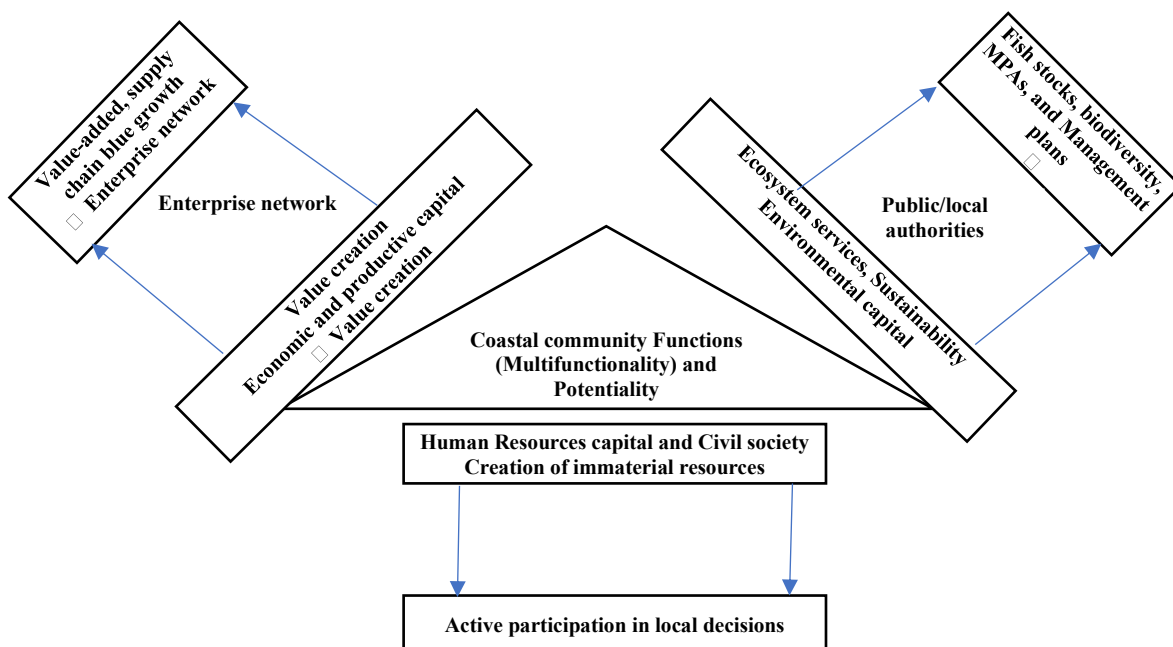 Value-added, supply
chain blue growth
□ Enterprise network
Enterprise network
Value creation
Economic and productive capital
□ Value creation
Fish stocks, biodiversity,
MPAs, and Management
plans
□
Public/local
authorities
Ecosystem services, Sustainability
Environmental capital
Coastal community Functions
(Multifunctionality) and
Potentiality
Human Resources capital and Civil society
Creation of immaterial resources
Active participation in local decisions